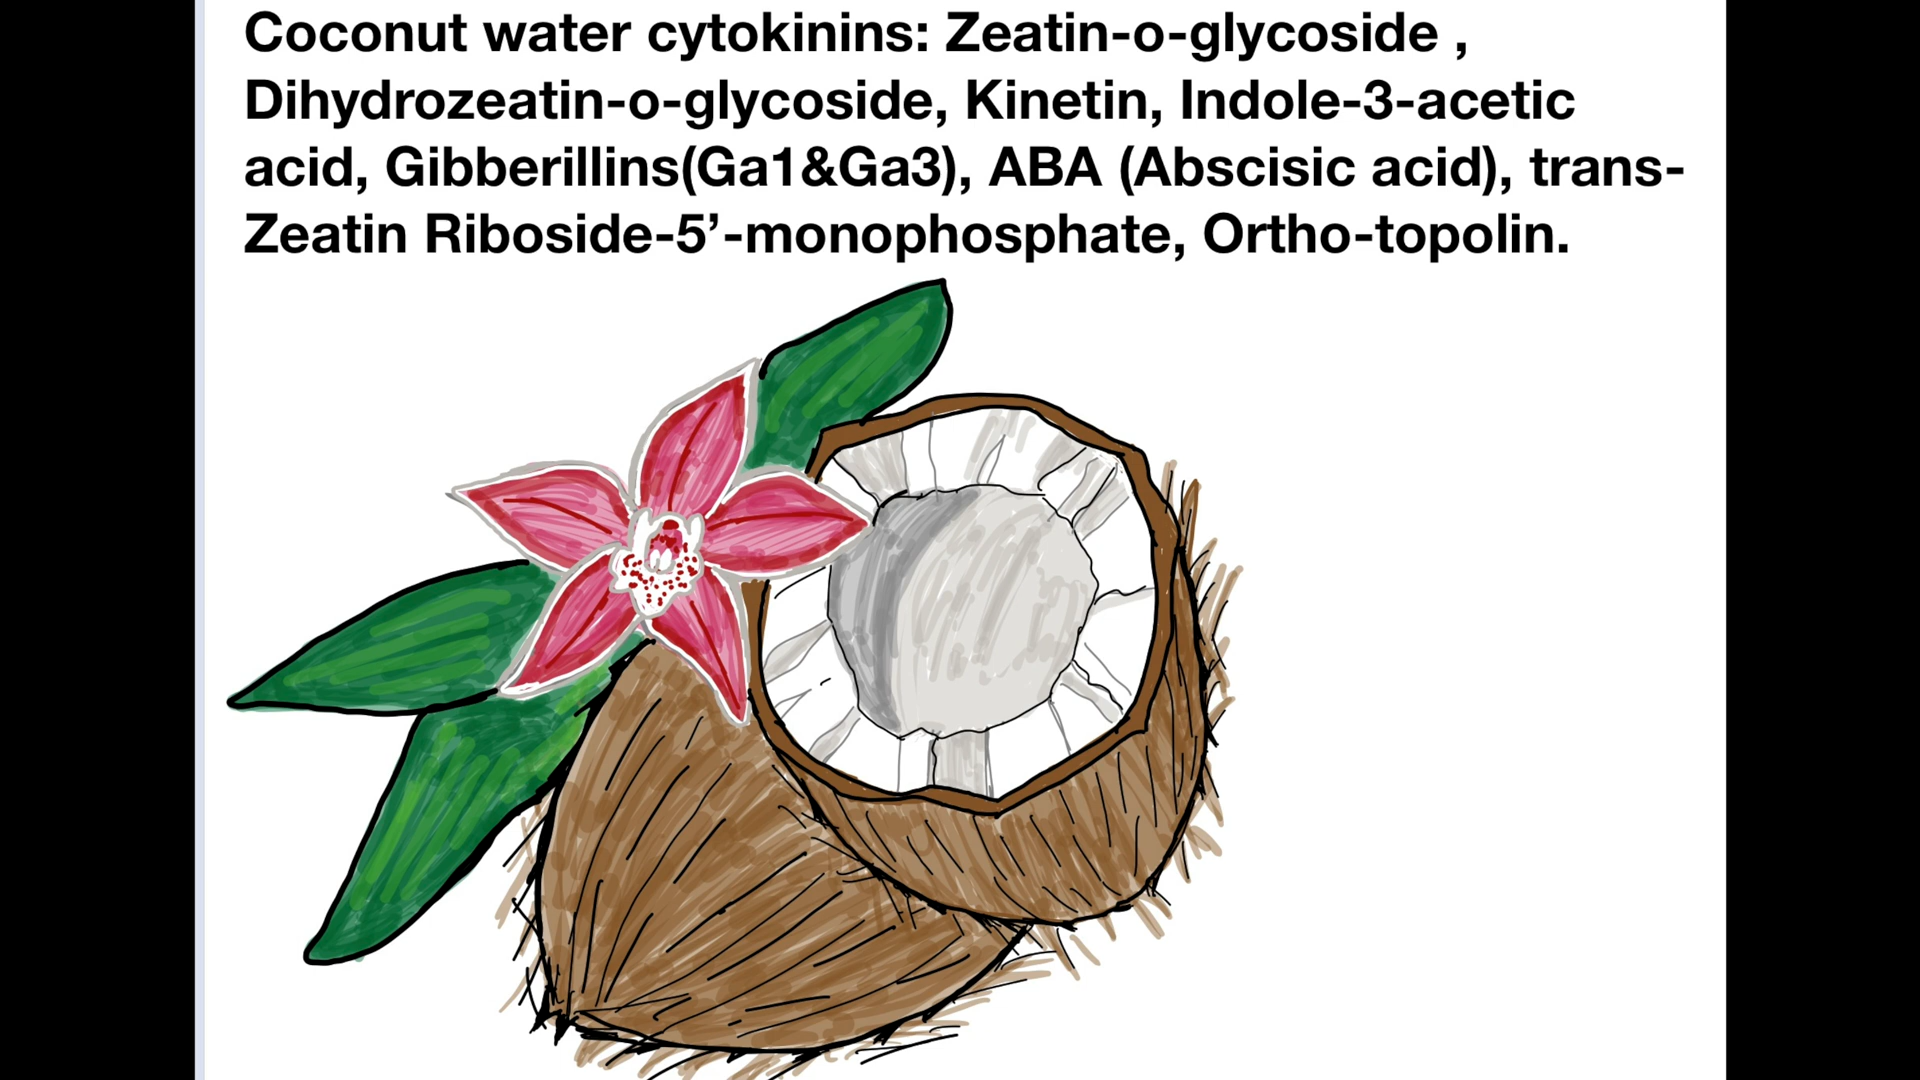 Coconut water cytokinins: Zeatin-o-glycoside ,
Dihydrozeatin-o-glycoside, Kinetin, Indole-3-acetic
acid, Gibberillins(Ga1&Ga3), ABA (Abscisic acid), trans-
Zeatin Riboside-5’-monophosphate, Ortho-topolin.